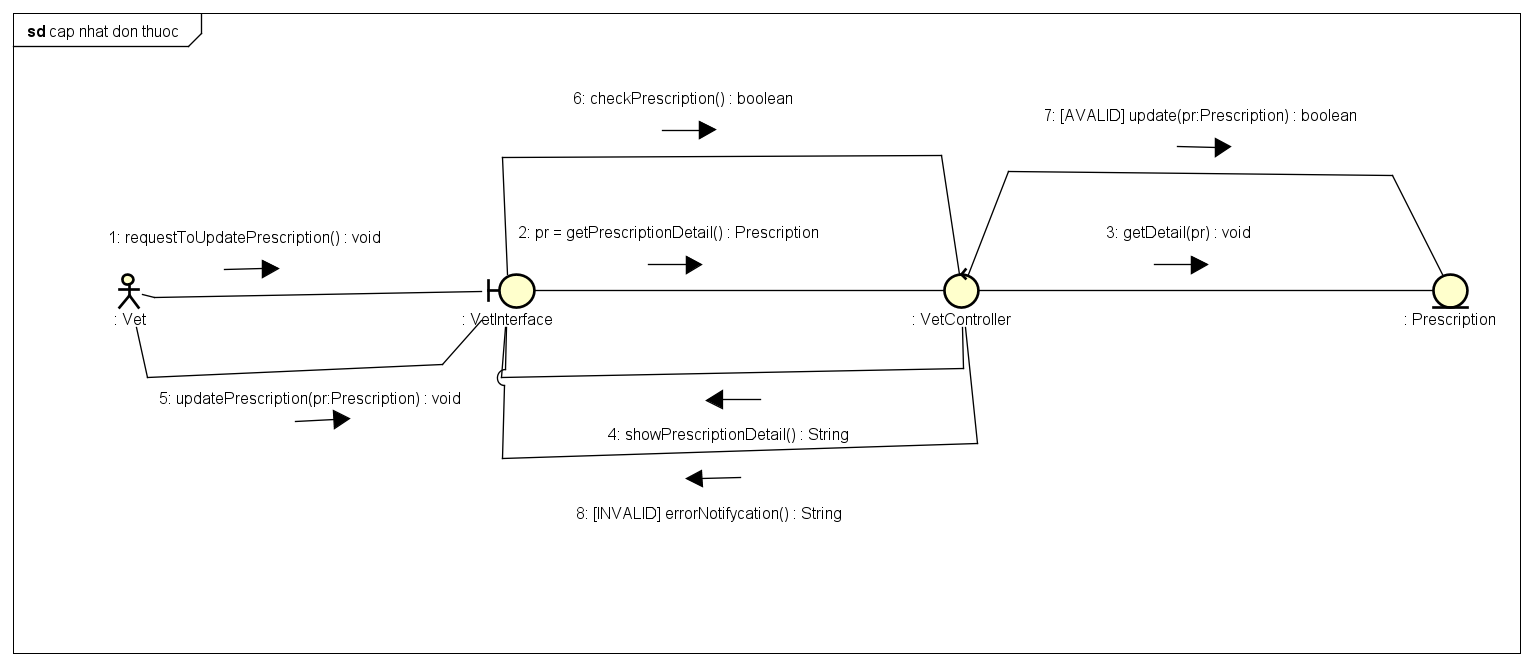 sd cap nhat don thuoc
6: checkPrescription() : boolean
7: [AVALID] update(pr:Prescription) : boolean
1: requestToUpdatePrescription() : void
2: pr = getPrescriptionDetail() : Prescription
3: getDetail(pr) : void
: Vet
: VetInterface
: VetController
: Prescription
5: updatePrescription(pr:Prescription) : void
4: showPrescriptionDetail() : String
8: [INVALID] errorNotifycation() : String